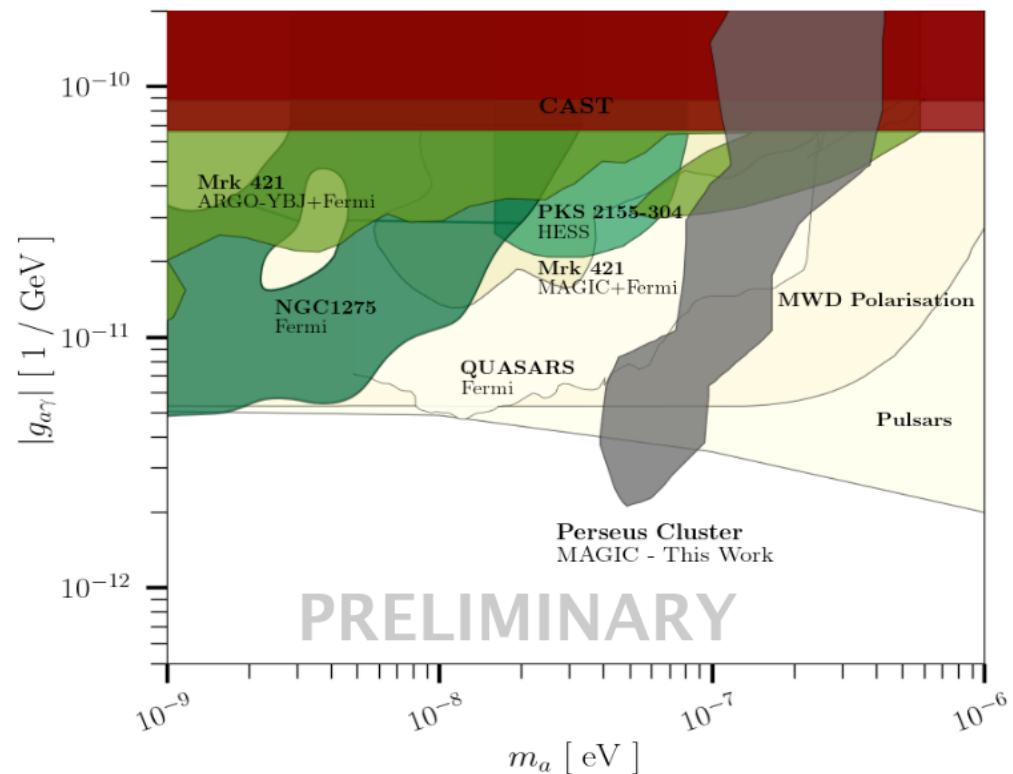 10⁻¹⁰
CAST
Mrk 421
ARGO-YBJ+Fermi
PKS 2155-304
HESS
Mrk 421
MAGIC+Fermi
NGC1275
Fermi
MWD Polarisation
10⁻¹¹
QUASARS
Fermi
Pulsars
|g_{aγ}| [ 1 / GeV ]
Perseus Cluster
MAGIC - This Work
10⁻¹²
PRELIMINARY
10⁻⁹ 10⁻⁸ 10⁻⁷ 10⁻⁶
m_a [ eV ]